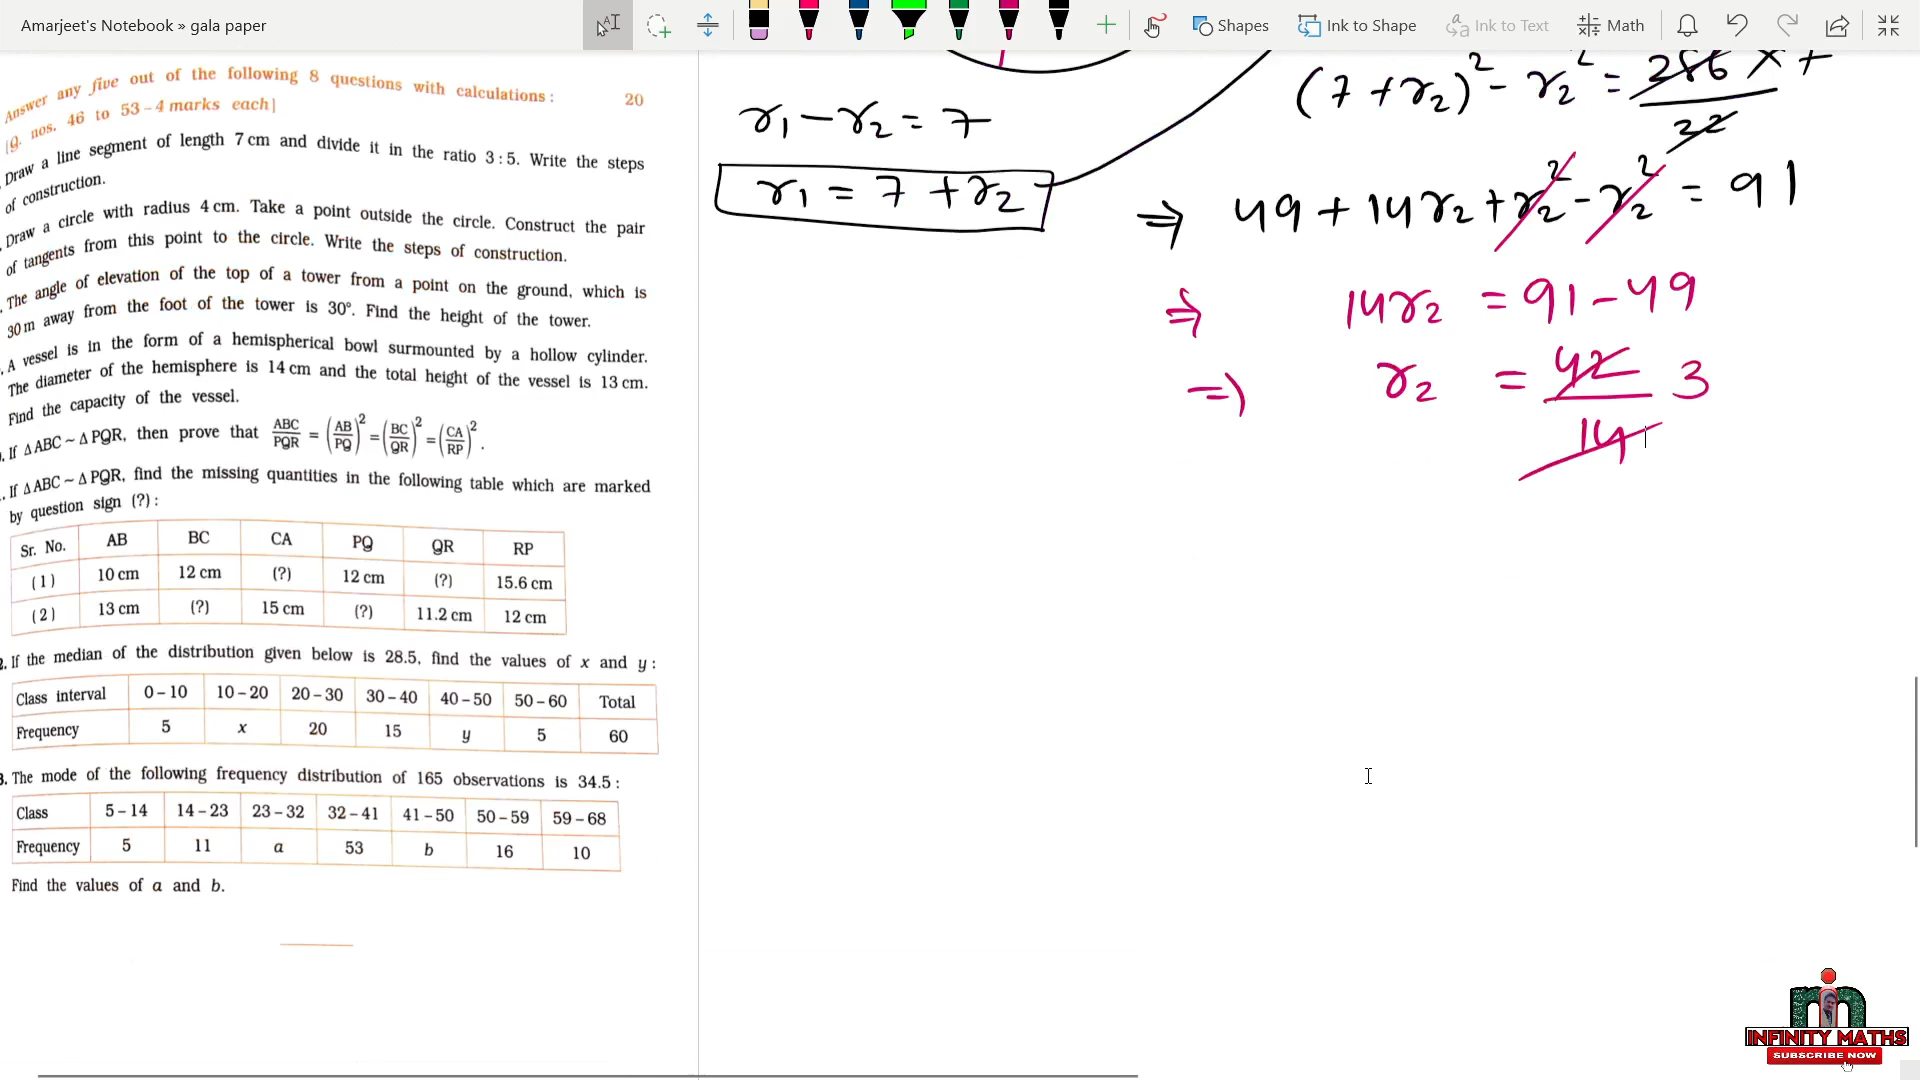 Amarjeet's Notebook » gala paper
Shapes
Ink to Shape
Ink to Text
Math
Answer any five out of the following 8 questions with calculations : 20
[Q. nos. 46 to 53 – 4 marks each]
Draw a line segment of length 7 cm and divide it in the ratio 3 : 5. Write the steps
of construction.
Draw a circle with radius 4 cm. Take a point outside the circle. Construct the pair
of tangents from this point to the circle. Write the steps of construction.
The angle of elevation of the top of a tower from a point on the ground, which is
30 m away from the foot of the tower is 30°. Find the height of the tower.
A vessel is in the form of a hemispherical bowl surmounted by a hollow cylinder.
The diameter of the hemisphere is 14 cm and the total height of the vessel is 13 cm.
Find the capacity of the vessel.
If △ABC ~ △PQR, then prove that ABC/PQR = (AB/PQ)² = (BC/QR)² = (CA/RP)².
If △ABC ~ △PQR, find the missing quantities in the following table which are marked
by question sign (?) :
Sr. No. AB BC CA PQ QR RP
(1) 10 cm 12 cm (?) 12 cm (?) 15.6 cm
(2) 13 cm (?) 15 cm (?) 11.2 cm 12 cm
2. If the median of the distribution given below is 28.5, find the values of x and y :
Class interval 0 – 10 10 – 20 20 – 30 30 – 40 40 – 50 50 – 60 Total
Frequency 5 x 20 15 y 5 60
3. The mode of the following frequency distribution of 165 observations is 34.5 :
Class 5 – 14 14 – 23 23 – 32 32 – 41 41 – 50 50 – 59 59 – 68
Frequency 5 11 a 53 b 16 10
Find the values of a and b.
r₁ – r₂ = 7
r₁ = 7 + r₂
(7 + r₂)² – r₂² = 286 × 7
22
⇒ 49 + 14r₂ + r₂² – r₂² = 91
⇒ 14r₂ = 91 – 49
⇒ r₂ = 42 3
14
INFINITY MATHS
SUBSCRIBE NOW